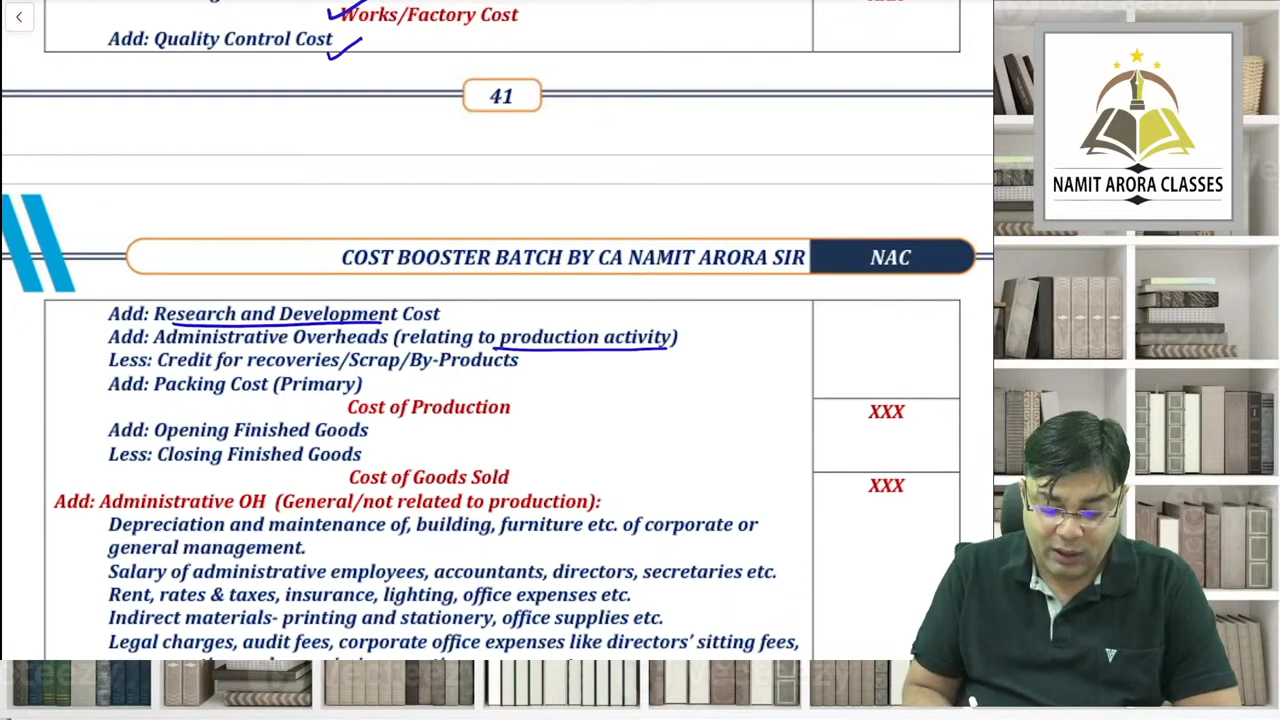 Works/Factory Cost
Add: Quality Control Cost
41
COST BOOSTER BATCH BY CA NAMIT ARORA SIR NAC
Add: Research and Development Cost
Add: Administrative Overheads (relating to production activity)
Less: Credit for recoveries/Scrap/By-Products
Add: Packing Cost (Primary)
Cost of Production XXX
Add: Opening Finished Goods
Less: Closing Finished Goods
Cost of Goods Sold XXX
Add: Administrative OH (General/not related to production):
Depreciation and maintenance of, building, furniture etc. of corporate or
general management.
Salary of administrative employees, accountants, directors, secretaries etc.
Rent, rates & taxes, insurance, lighting, office expenses etc.
Indirect materials- printing and stationery, office supplies etc.
Legal charges, audit fees, corporate office expenses like directors' sitting fees,
NAMIT ARORA CLASSES